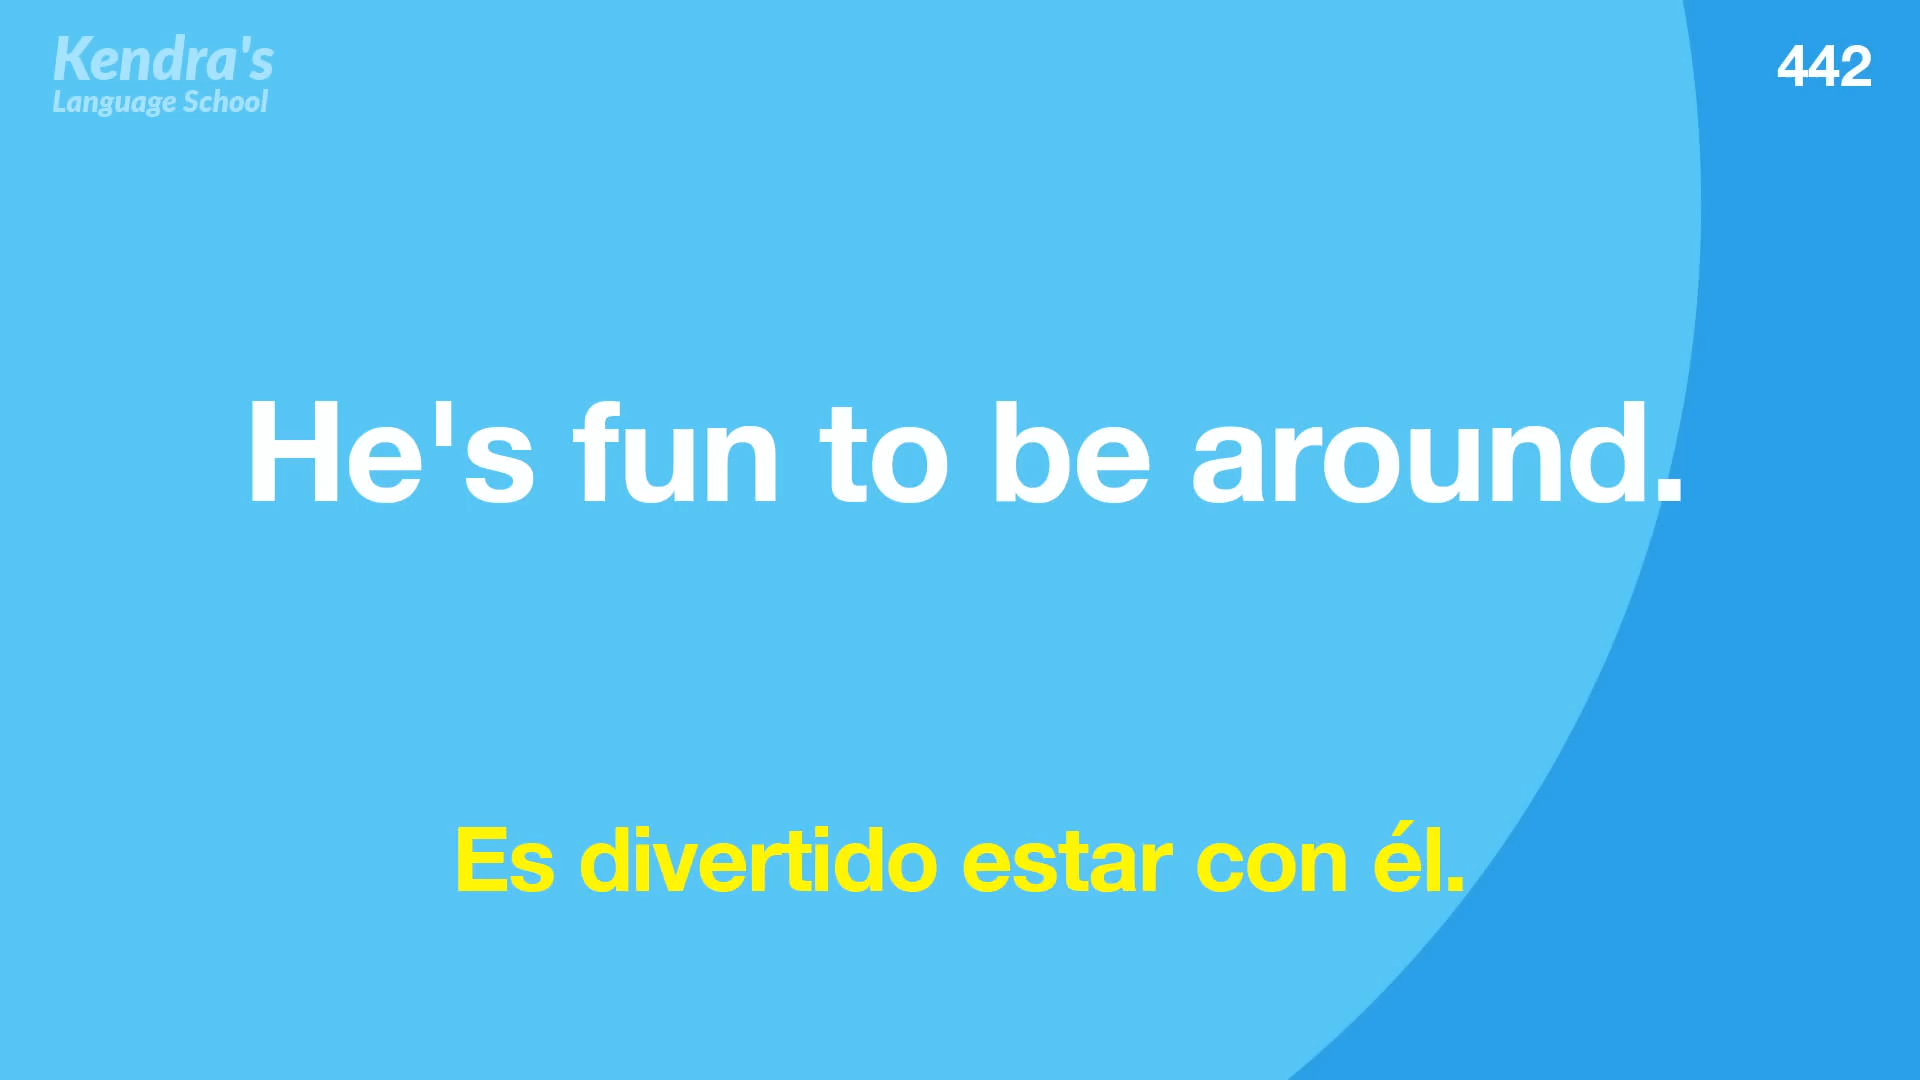 Kendra's
Language School
442
He's fun to be around.
Es divertido estar con él.